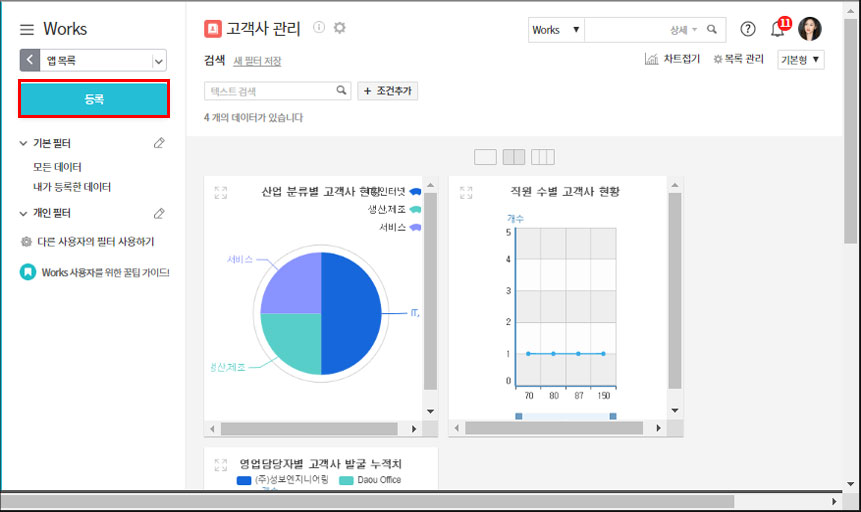 Works
앱 목록
등록
기본 필터
모든 데이터
내가 등록한 데이터
개인 필터
다른 사용자의 필터 사용하기
Works 사용자를 위한 꿀팁 가이드!
고객사 관리
Works
상세
11
검색 새 필터 저장
차트접기
목록 관리
기본형
텍스트 검색
+ 조건추가
4 개의 데이터가 있습니다
산업 분류별 고객사 현황
인터넷
생산,제조
서비스
서비스
IT,
생산,제조
직원 수별 고객사 현황
개수
5
4
3
2
1
0
70 80 87 150
영업담당자별 고객사 발굴 누적치
(주)성보엔지니어링 Daou Office